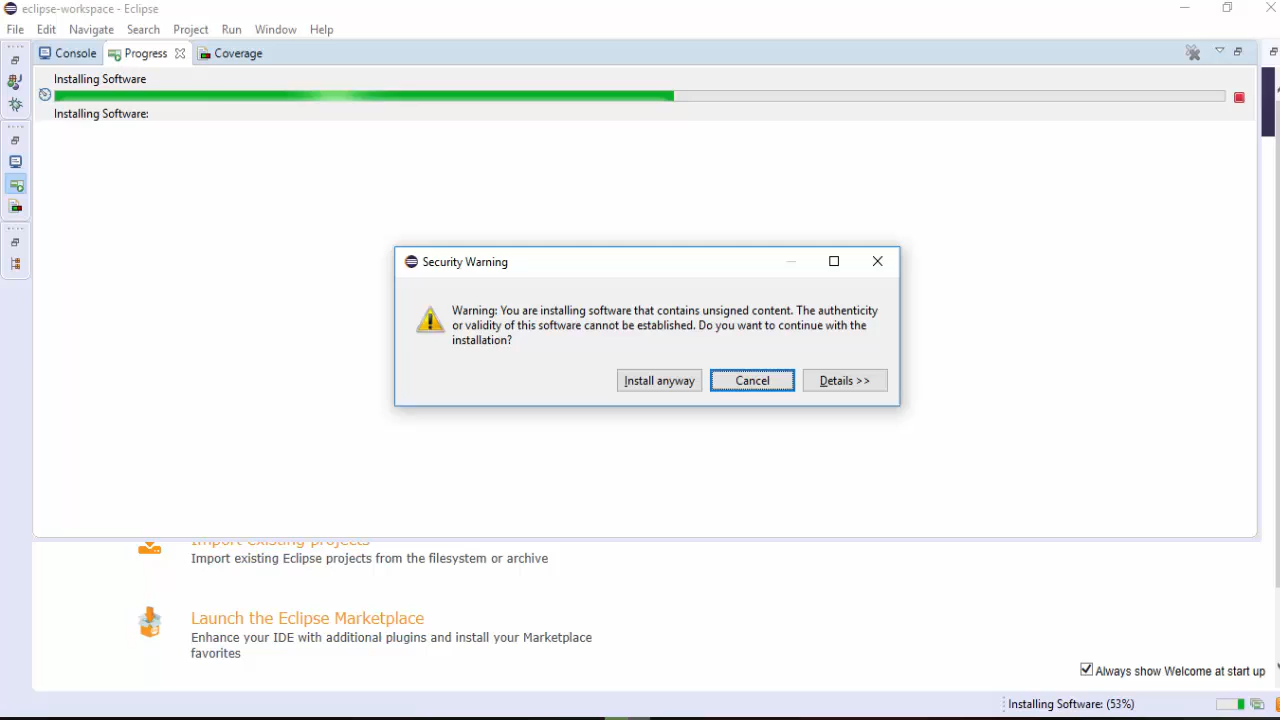 eclipse-workspace - Eclipse
File Edit Navigate Search Project Run Window Help
Console Progress Coverage
Installing Software
Installing Software:
Security Warning
Warning: You are installing software that contains unsigned content. The authenticity
or validity of this software cannot be established. Do you want to continue with the
installation?
Install anyway Cancel Details >>
Import existing projects
Import existing Eclipse projects from the filesystem or archive
Launch the Eclipse Marketplace
Enhance your IDE with additional plugins and install your Marketplace
favorites
Always show Welcome at start up
Installing Software: (53%)